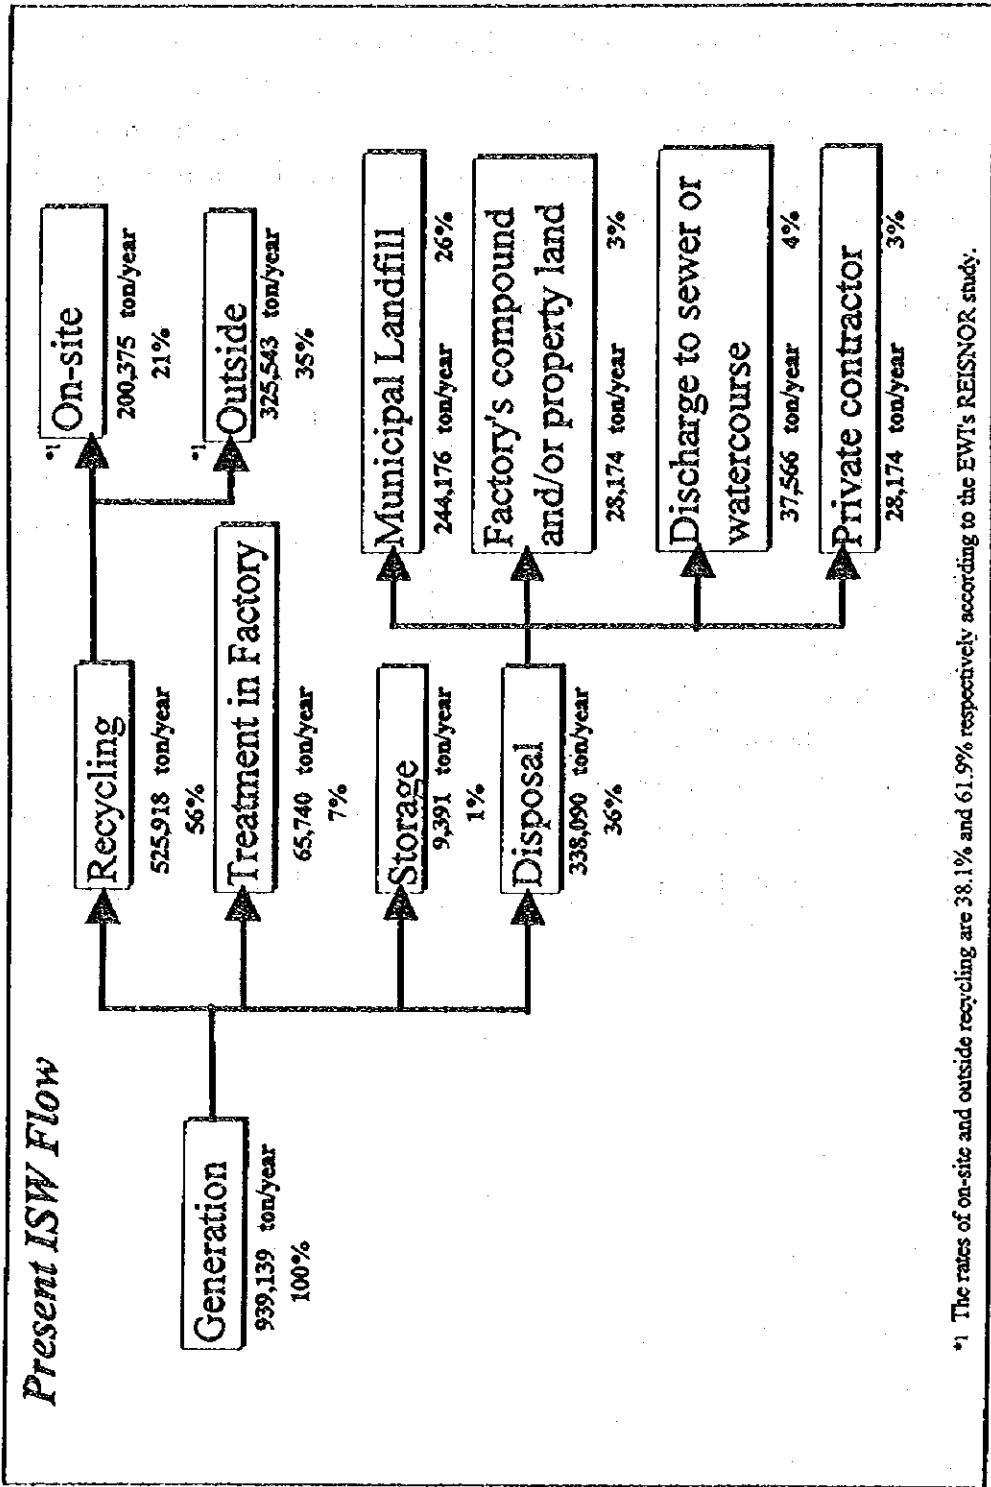 Present ISW Flow
Generation
939,139 ton/year
100%
Recycling
525,918 ton/year
56%
Treatment in Factory
65,740 ton/year
7%
Storage
9,391 ton/year
1%
Disposal
338,090 ton/year
36%
*1 On-site
200,375 ton/year
21%
*1 Outside
325,543 ton/year
35%
Municipal Landfill
244,176 ton/year 26%
Factory's compound
and/or property land
28,174 ton/year 3%
Discharge to sewer or
watercourse
37,566 ton/year 4%
Private contractor
28,174 ton/year 3%
*1 The rates of on-site and outside recycling are 38.1% and 61.9% respectively according to the EWI's REISNOR study.